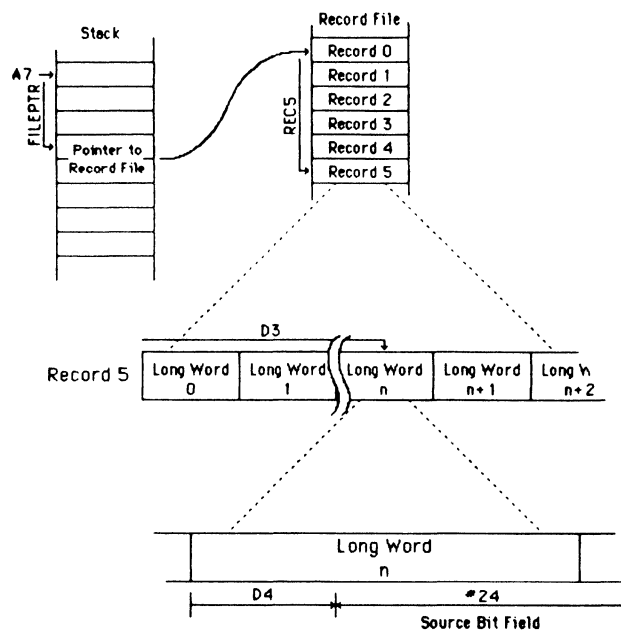 Stack
Record File
A7
FILEPTR
Pointer to
Record File
REC5
Record 0
Record 1
Record 2
Record 3
Record 4
Record 5
D3
Record 5
Long Word
0
Long Word
1
Long Word
n
Long Word
n+1
Long W
n+2
Long Word
n
D4
#24
Source Bit Field